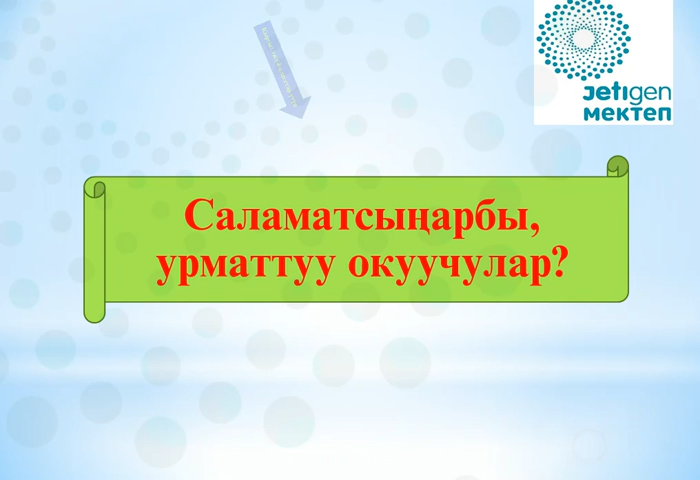 Jetigen
мектеп
Саламатсыңарбы,
урматтуу окуучулар?